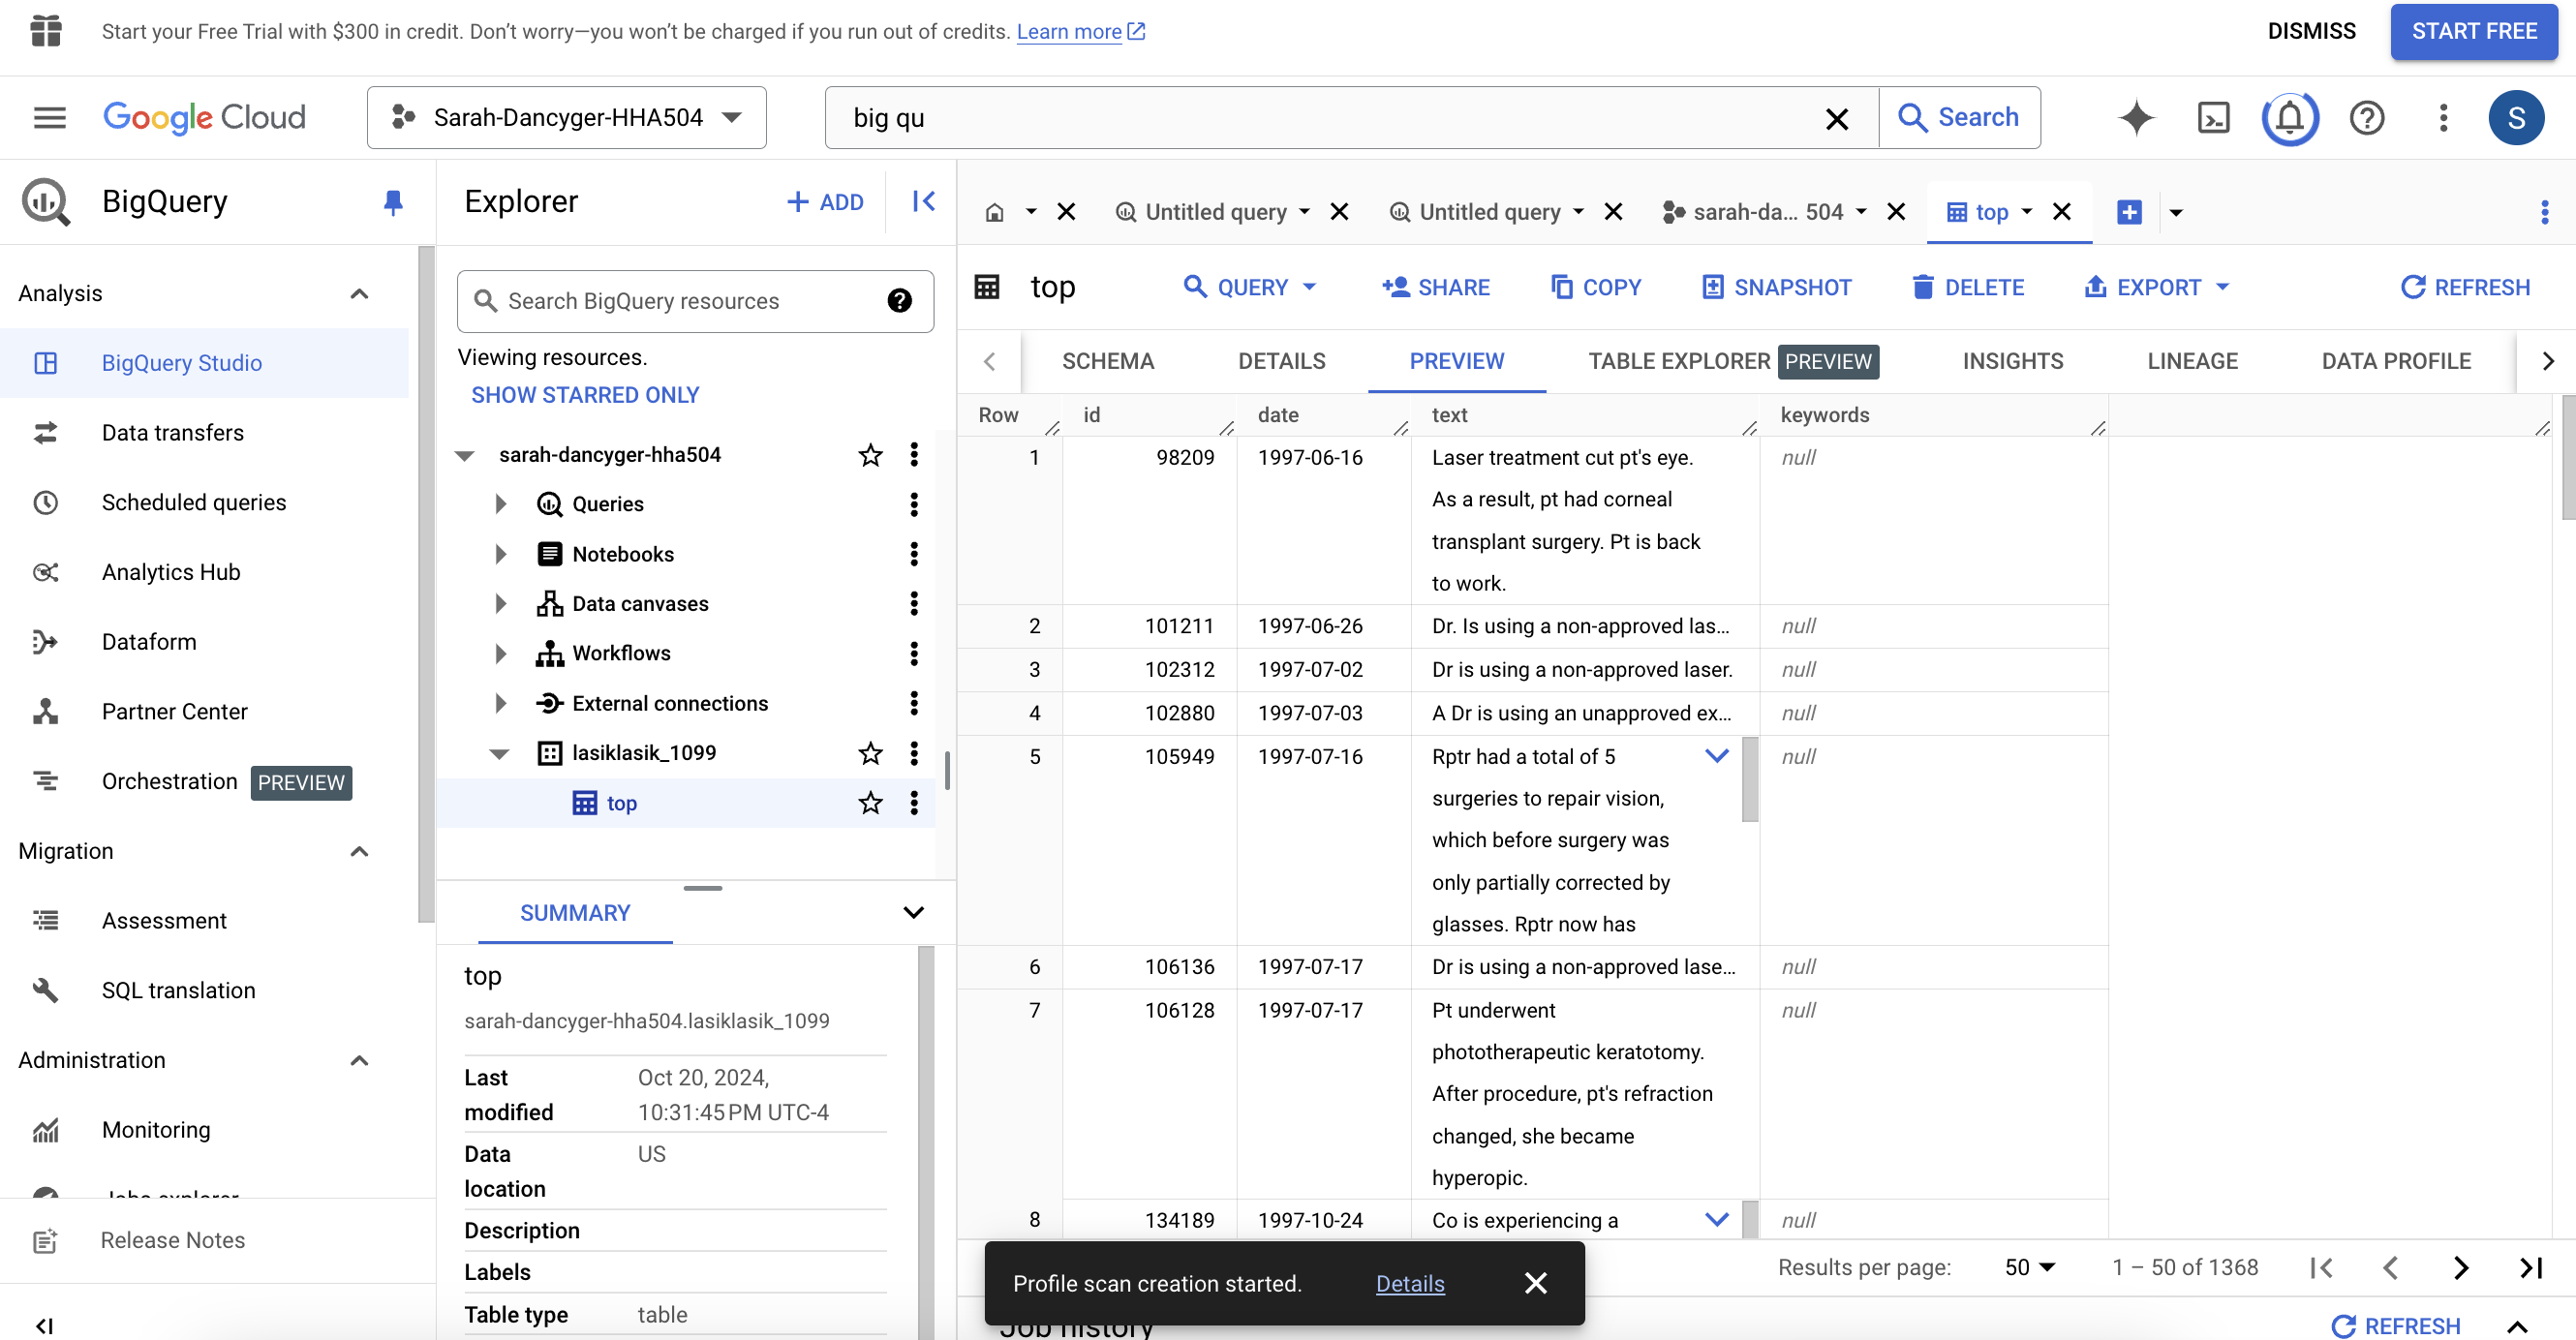 Start your Free Trial with $300 in credit. Don’t worry—you won’t be charged if you run out of credits. Learn more
DISMISS
START FREE
Google Cloud
Sarah-Dancyger-HHA504
big qu
Search
S
BigQuery
Explorer
ADD
Untitled query
Untitled query
sarah-da... 504
top
Analysis
BigQuery Studio
Data transfers
Scheduled queries
Analytics Hub
Dataform
Partner Center
Orchestration PREVIEW
Migration
Assessment
SQL translation
Administration
Monitoring
Jobs explorer
Release Notes
Search BigQuery resources
Viewing resources.
SHOW STARRED ONLY
sarah-dancyger-hha504
Queries
Notebooks
Data canvases
Workflows
External connections
lasiklasik_1099
top
SUMMARY
top
sarah-dancyger-hha504.lasiklasik_1099
Last modified Oct 20, 2024, 10:31:45 PM UTC-4
Data location US
Description
Labels
Table type table
top
QUERY
SHARE
COPY
SNAPSHOT
DELETE
EXPORT
REFRESH
SCHEMA
DETAILS
PREVIEW
TABLE EXPLORER PREVIEW
INSIGHTS
LINEAGE
DATA PROFILE
Row id date text keywords
1 98209 1997-06-16 Laser treatment cut pt's eye. null
As a result, pt had corneal
transplant surgery. Pt is back
to work.
2 101211 1997-06-26 Dr. Is using a non-approved las... null
3 102312 1997-07-02 Dr is using a non-approved laser. null
4 102880 1997-07-03 A Dr is using an unapproved ex... null
5 105949 1997-07-16 Rptr had a total of 5 null
surgeries to repair vision,
which before surgery was
only partially corrected by
glasses. Rptr now has
6 106136 1997-07-17 Dr is using a non-approved lase... null
7 106128 1997-07-17 Pt underwent null
phototherapeutic keratotomy.
After procedure, pt's refraction
changed, she became
hyperopic.
8 134189 1997-10-24 Co is experiencing a null
Profile scan creation started. Details
Results per page: 50 1 – 50 of 1368
Job history
REFRESH